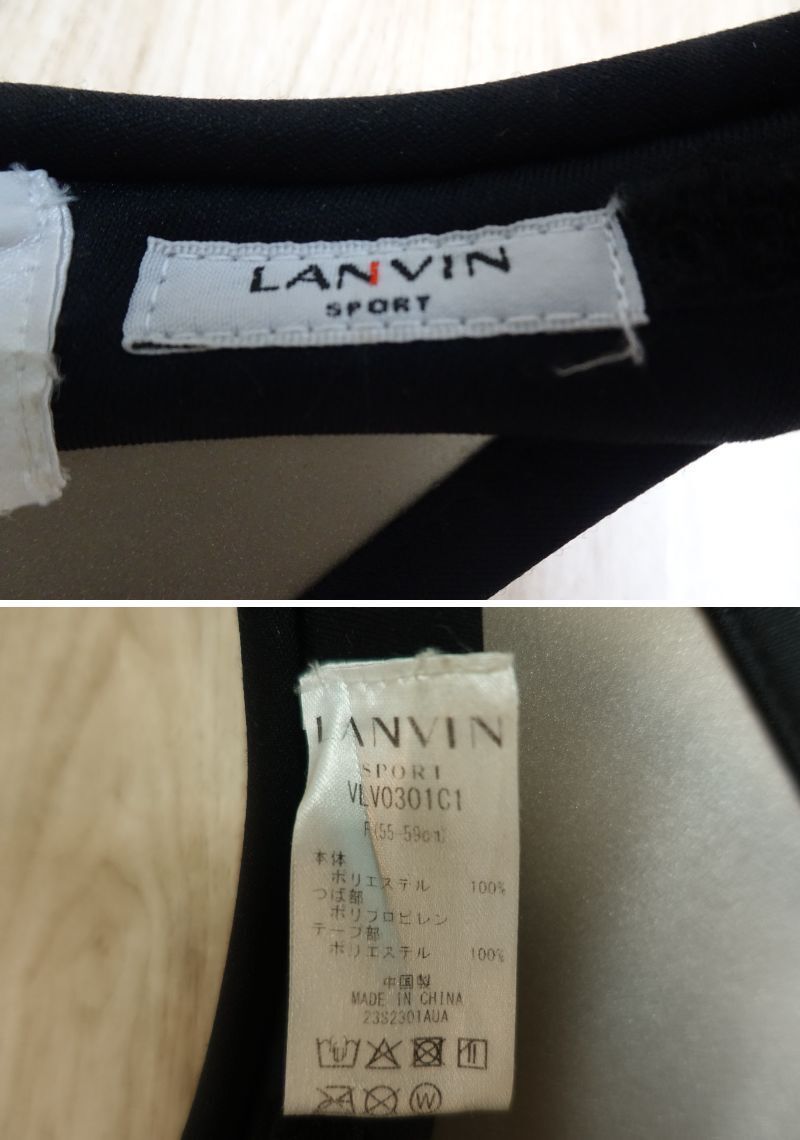 LANVIN
SPORT
LANVIN
SPORT
VLV0301C1
F(55-59cm)
本体
ポリエステル 100%
つば部
ポリプロピレン
テープ部
ポリエステル 100%
中国製
MADE IN CHINA
23S2301AUA
W